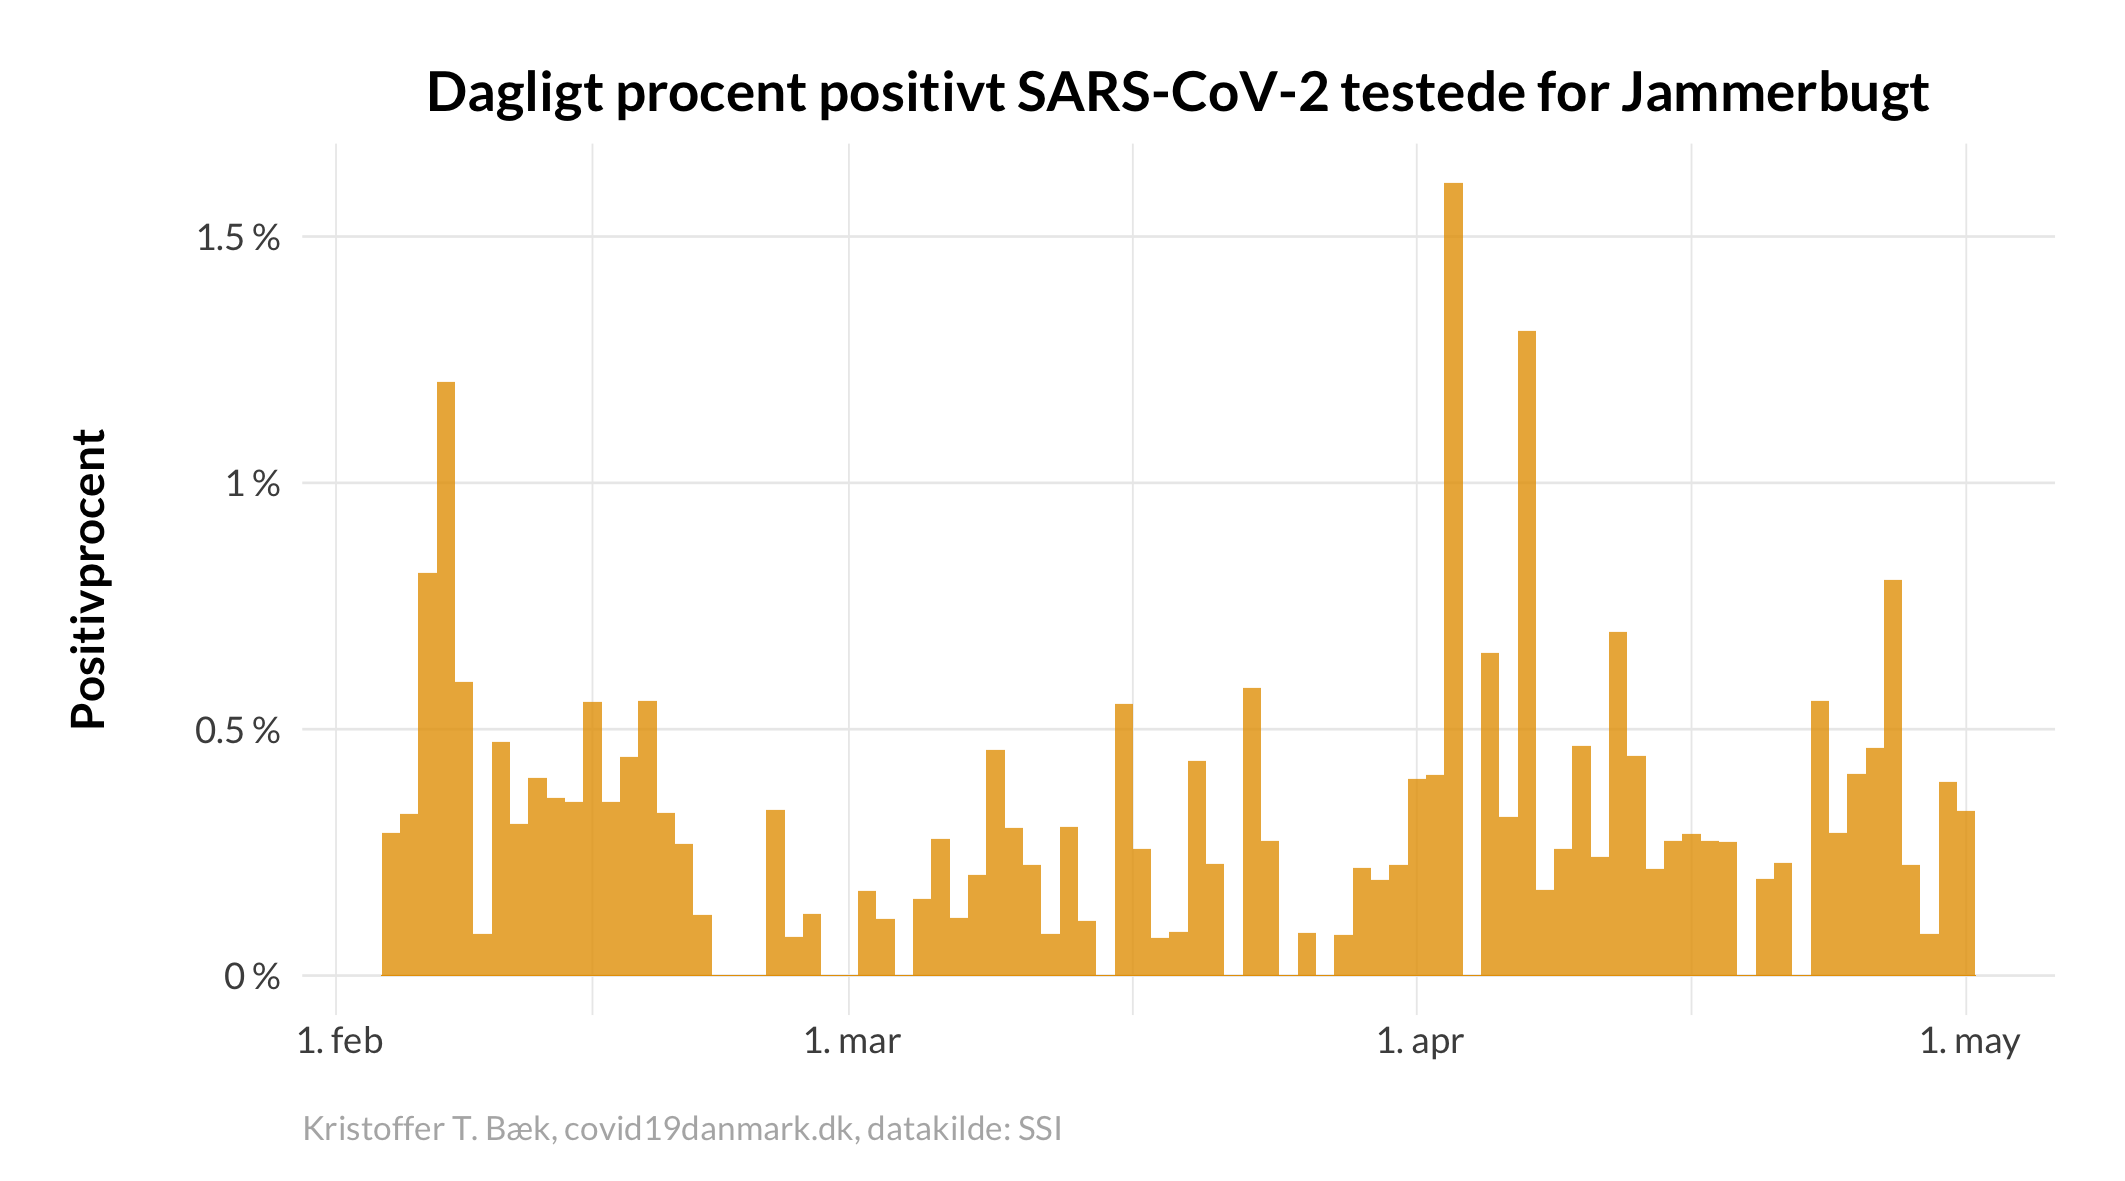 Dagligt procent positivt SARS-CoV-2 testede for Jammerbugt
Positivprocent
1.5 %
1 %
0.5 %
0 %
1. feb
1. mar
1. apr
1. may
Kristoffer T. Bæk, covid19danmark.dk, datakilde: SSI